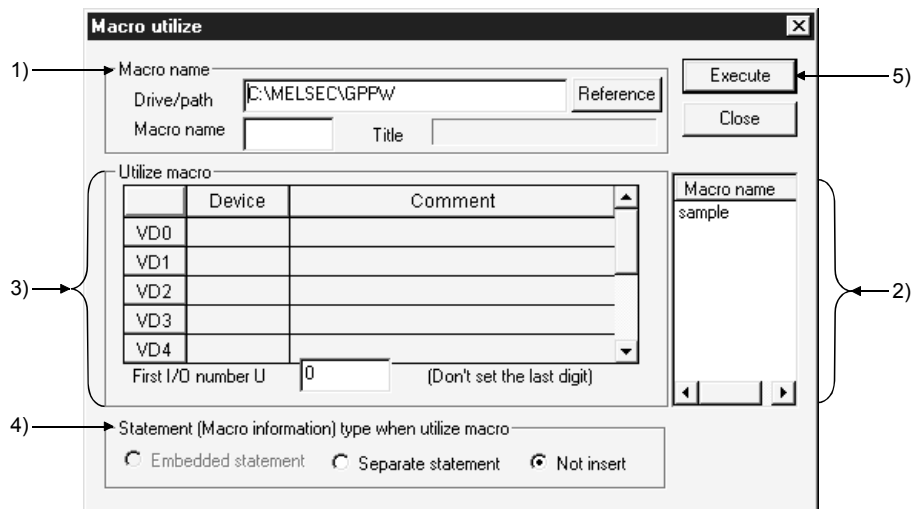 Macro utilize
1)
Macro name
Drive/path C:\MELSEC\GPPW Reference
Macro name Title
Execute
5)
Close
Utilize macro
Device Comment
VD0
VD1
VD2
VD3
VD4
First I/O number U 0 (Don't set the last digit)
3)
Macro name
sample
2)
4)
Statement (Macro information) type when utilize macro
Embedded statement Separate statement Not insert